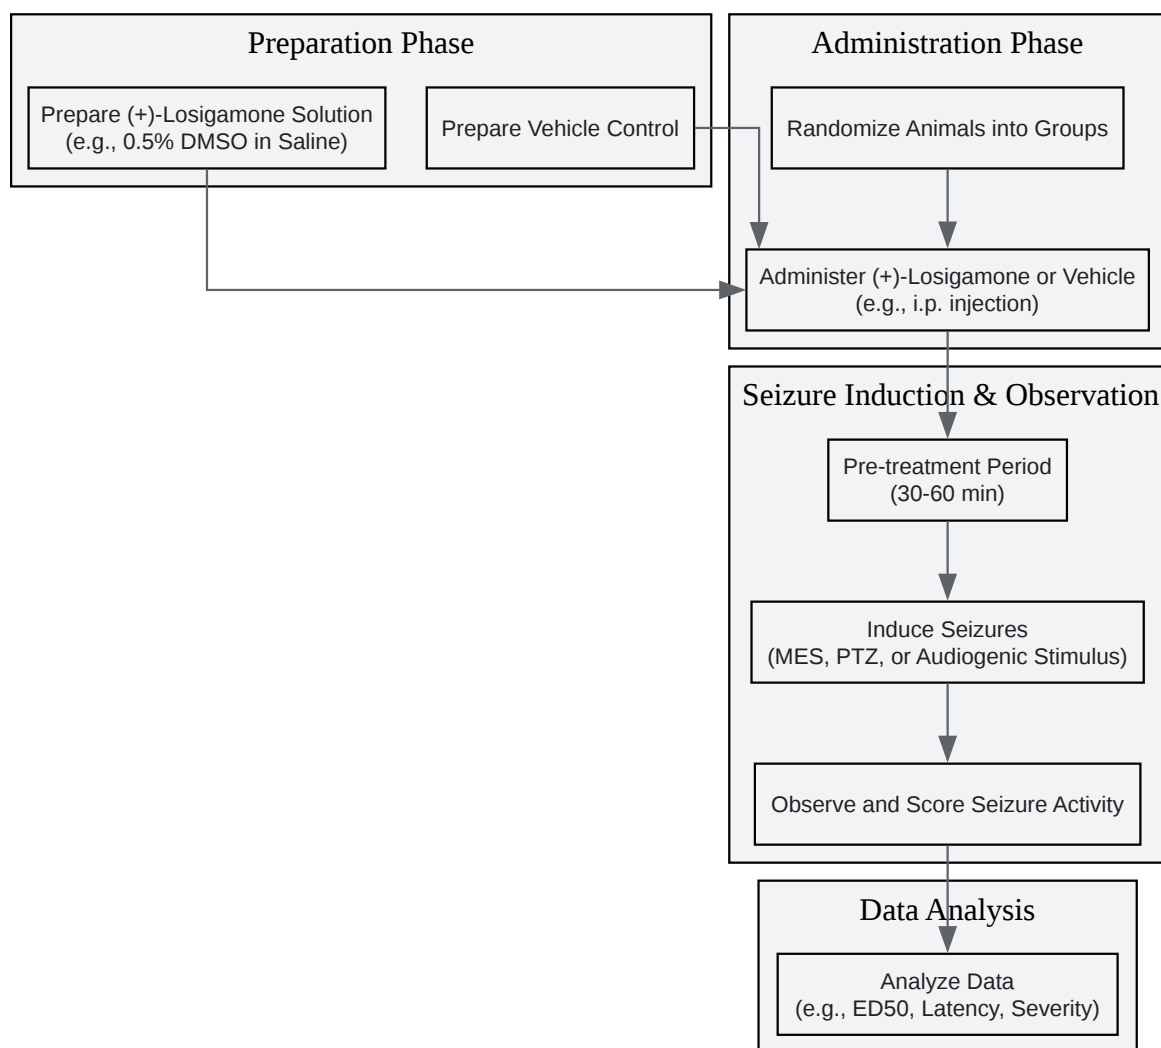 Preparation Phase
Prepare (+)-Losigamone Solution
(e.g., 0.5% DMSO in Saline)
Prepare Vehicle Control
Administration Phase
Randomize Animals into Groups
Administer (+)-Losigamone or Vehicle
(e.g., i.p. injection)
Seizure Induction & Observation
Pre-treatment Period
(30-60 min)
Induce Seizures
(MES, PTZ, or Audiogenic Stimulus)
Observe and Score Seizure Activity
Data Analysis
Analyze Data
(e.g., ED50, Latency, Severity)